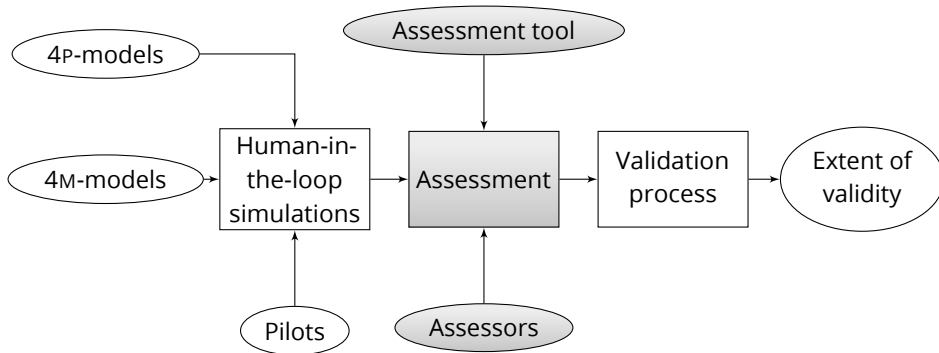 Assessment tool
4P-models
Human-in-
the-loop
simulations
4M-models
Assessment
Validation
process
Extent of
validity
Pilots
Assessors